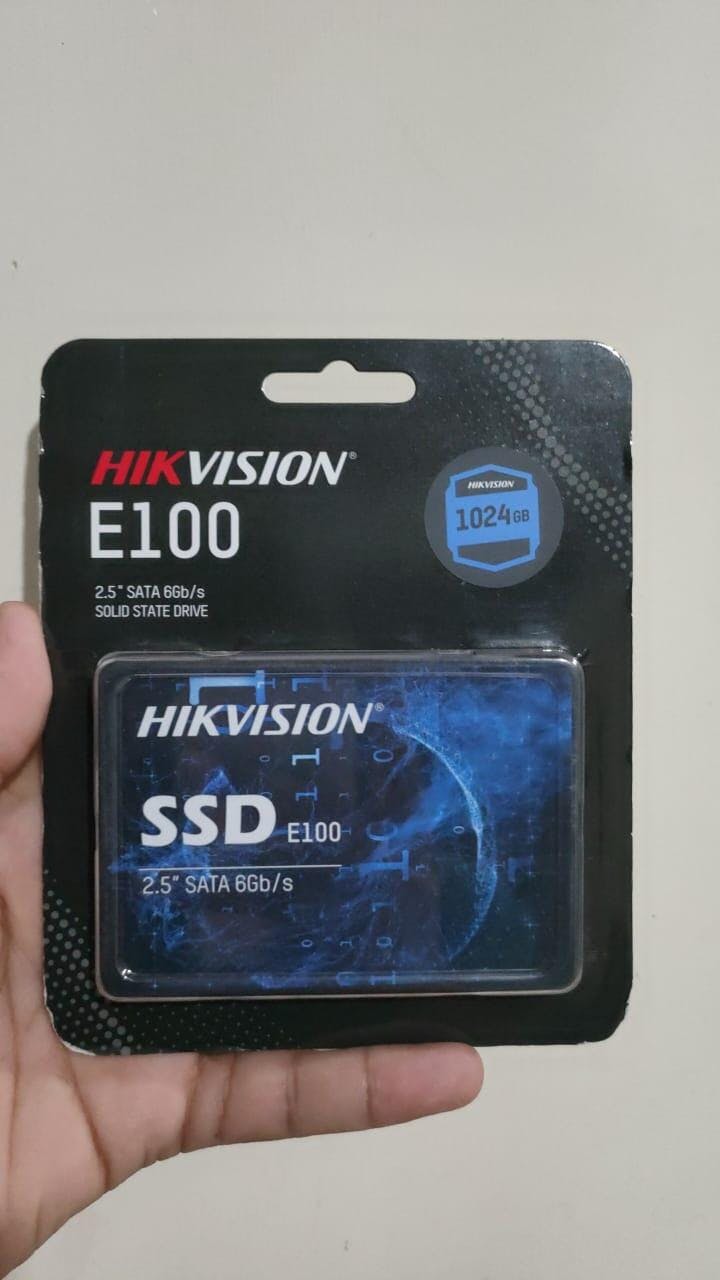 HIKVISION®
E100
2.5" SATA 6Gb/s
SOLID STATE DRIVE
HIKVISION
1024GB
HIKVISION®
SSD E100
2.5" SATA 6Gb/s